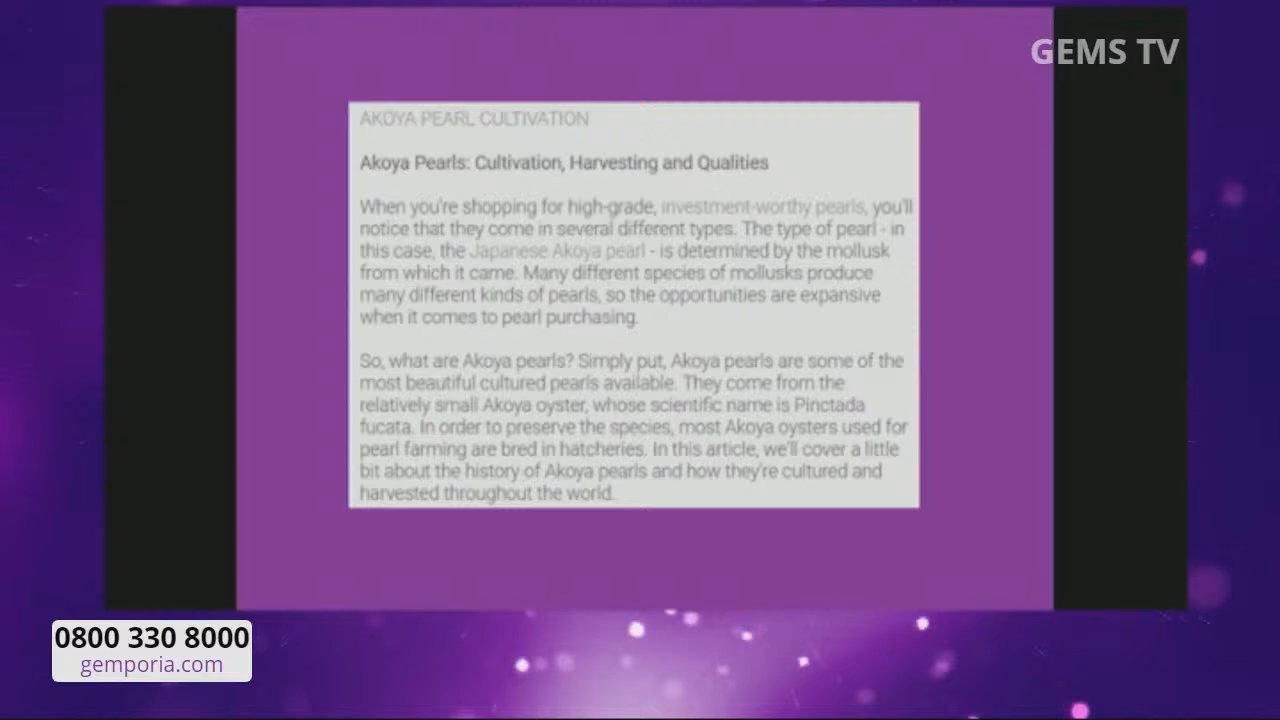 GEMS TV
AKOYA PEARL CULTIVATION
Akoya Pearls: Cultivation, Harvesting and Qualities
When you're shopping for high-grade, investment-worthy pearls, you'll
notice that they come in several different types. The type of pearl - in
this case, the Japanese Akoya pearl - is determined by the mollusk
from which it came. Many different species of mollusks produce
many different kinds of pearls, so the opportunities are expansive
when it comes to pearl purchasing.
So, what are Akoya pearls? Simply put, Akoya pearls are some of the
most beautiful cultured pearls available. They come from the
relatively small Akoya oyster, whose scientific name is Pinctada
fucata. In order to preserve the species, most Akoya oysters used for
pearl farming are bred in hatcheries. In this article, we'll cover a little
bit about the history of Akoya pearls and how they're cultured and
harvested throughout the world.
0800 330 8000
gemporia.com